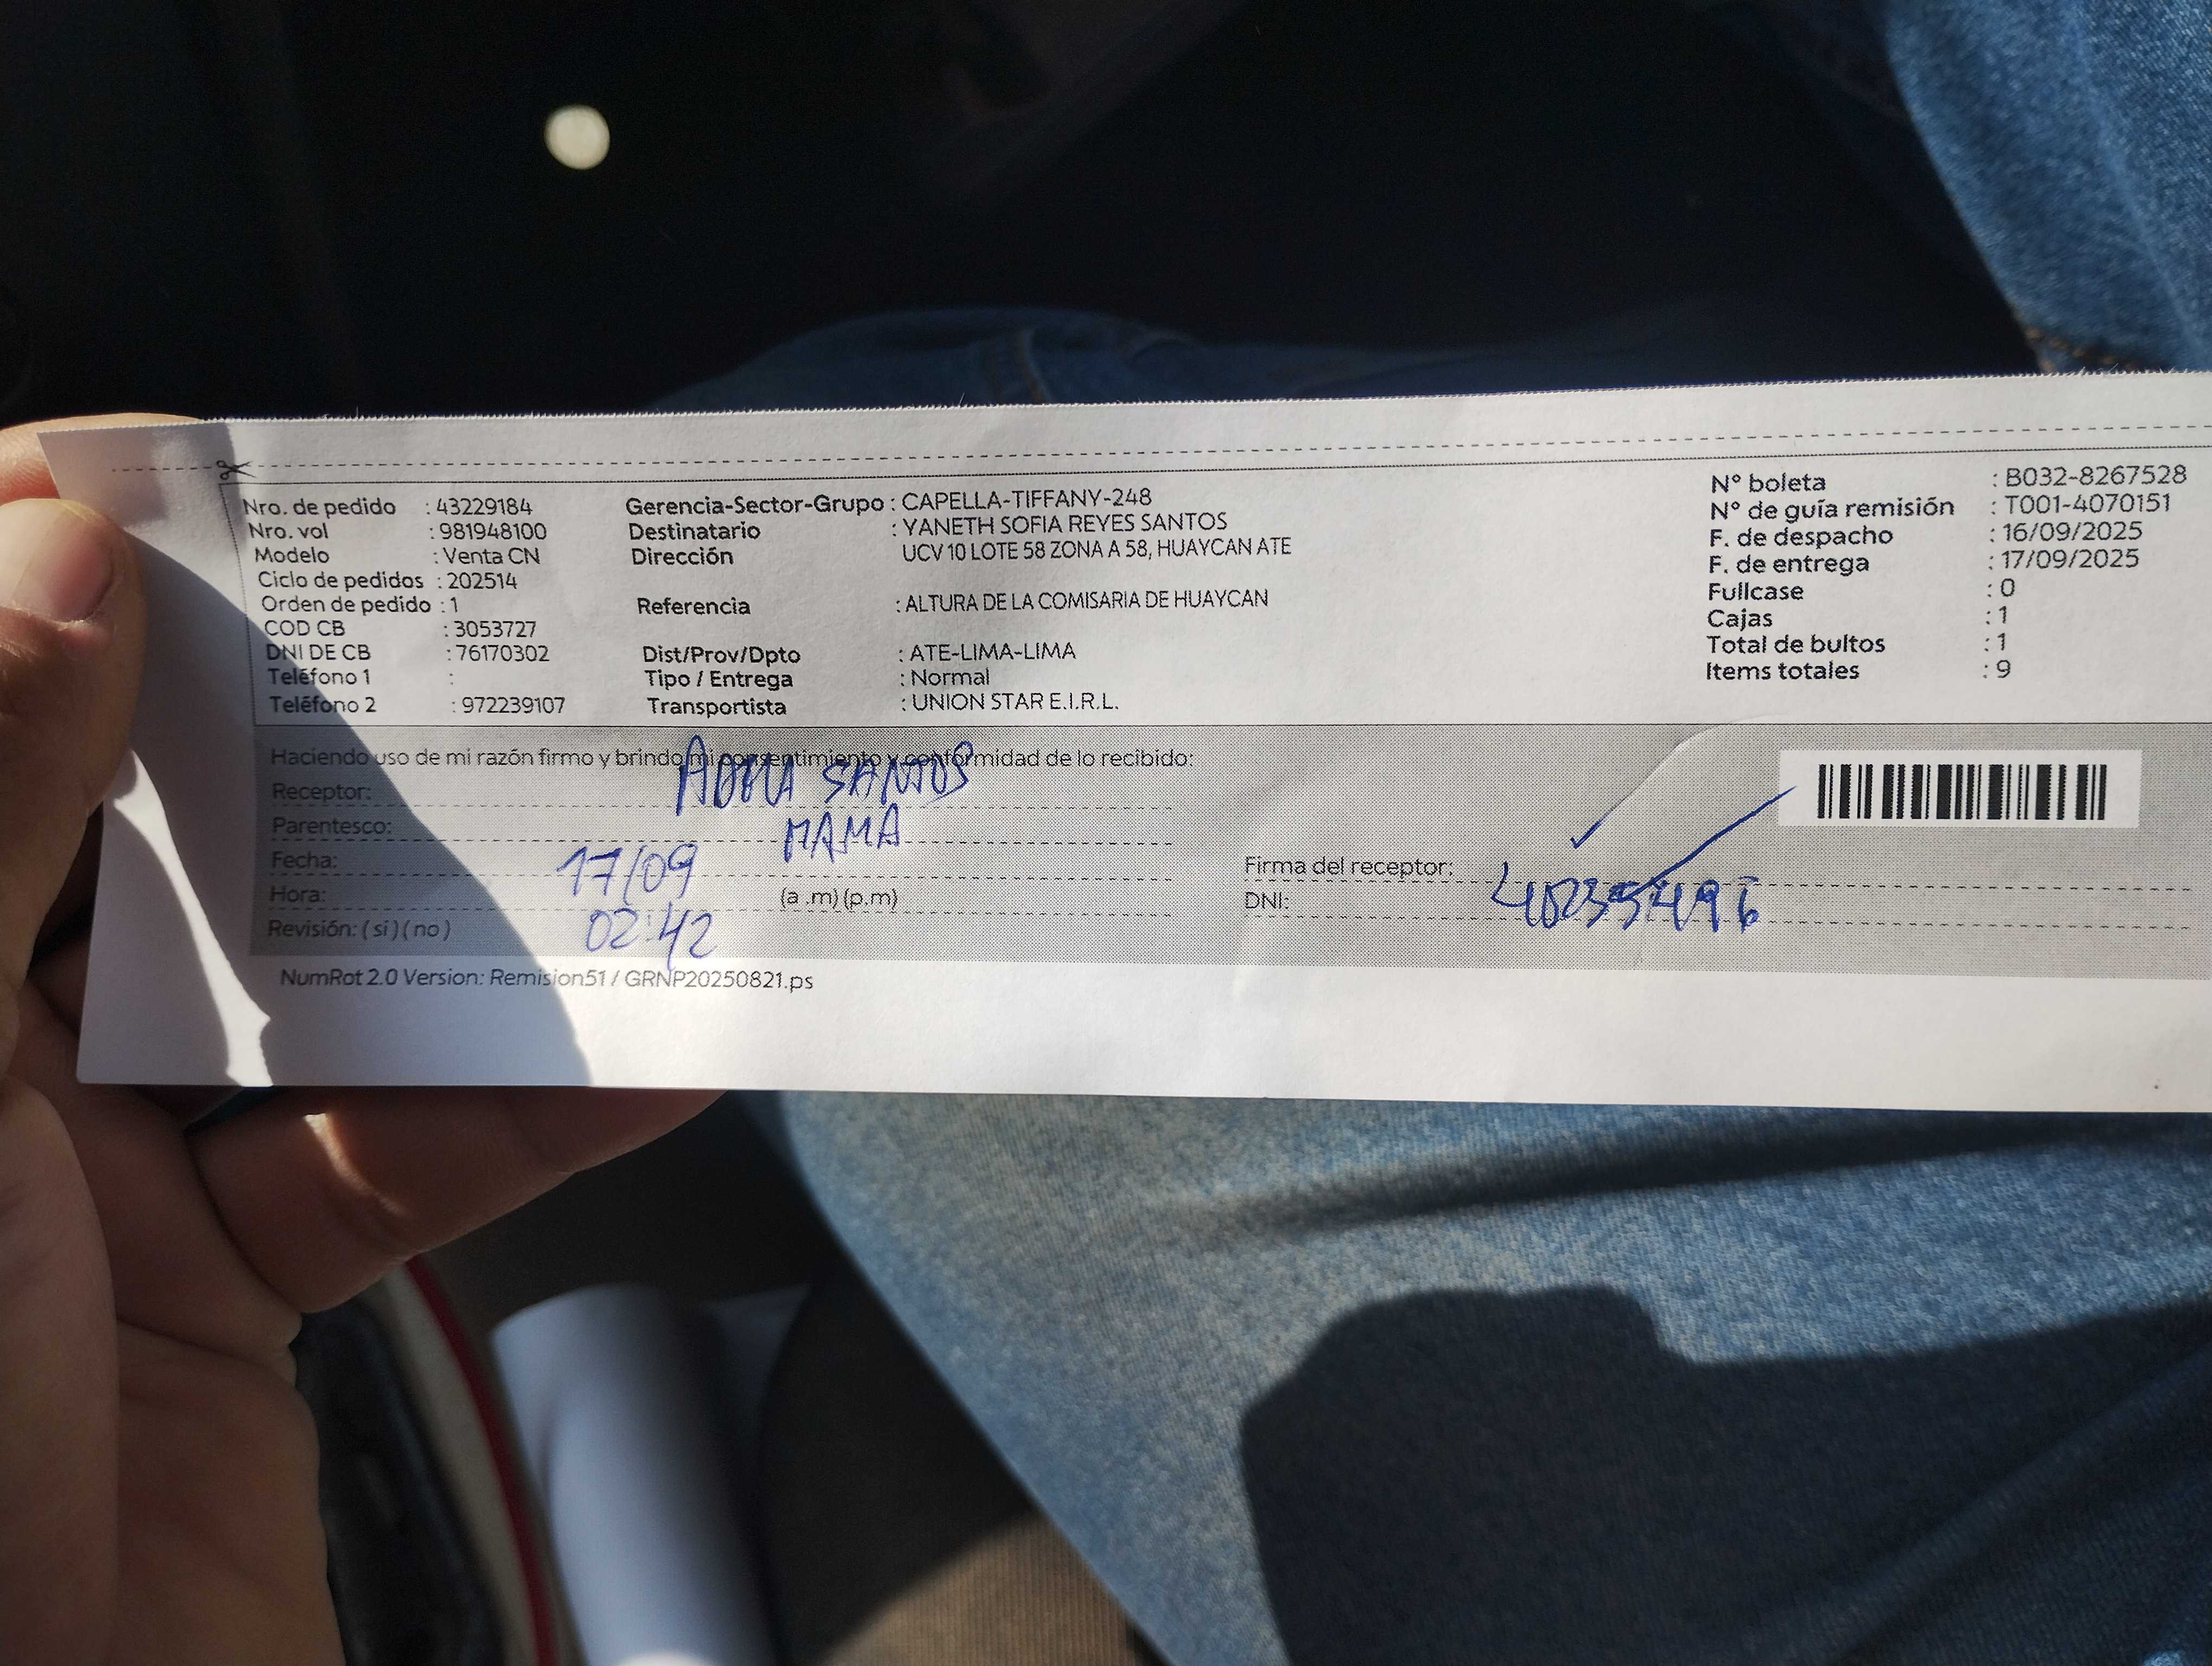 Nro. de pedido : 43229184
Nro. vol : 981948100
Modelo : Venta CN
Ciclo de pedidos : 202514
Orden de pedido : 1
COD CB : 3053727
DNI DE CB : 76170302
Teléfono 1 :
Teléfono 2 : 972239107
Gerencia-Sector-Grupo : CAPELLA-TIFFANY-248
Destinatario : YANETH SOFIA REYES SANTOS
Dirección UCV 10 LOTE 58 ZONA A 58, HUAYCAN ATE
Referencia : ALTURA DE LA COMISARIA DE HUAYCAN
Dist/Prov/Dpto : ATE-LIMA-LIMA
Tipo / Entrega : Normal
Transportista : UNION STAR E.I.R.L.
N° boleta : B032-8267528
N° de guía remisión : T001-4070151
F. de despacho : 16/09/2025
F. de entrega : 17/09/2025
Fullcase : 0
Cajas : 1
Total de bultos : 1
Items totales : 9
Haciendo uso de mi razón firmo y brindo mi consentimiento y conformidad de lo recibido:
Receptor: SANTOS
Parentesco: MAMA
Fecha: 17/09
Hora: 02:42 (a .m) (p.m)
Revisión: ( si ) ( no )
Firma del receptor:
DNI:
NumRot 2.0 Version: Remision51 / GRNP20250821.ps